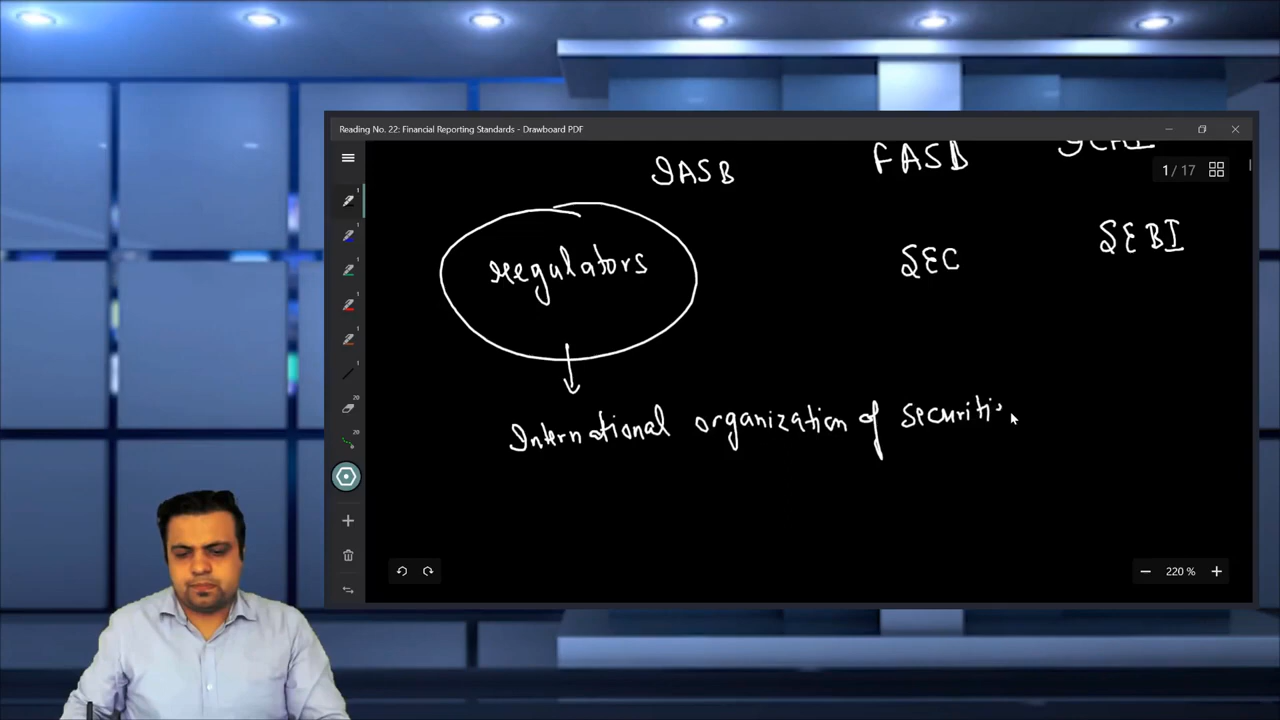 Reading No. 22: Financial Reporting Standards - Drawboard PDF
IASB FASB
1 / 17
Regulators SEC SEBI
International organization of securiti
220 %